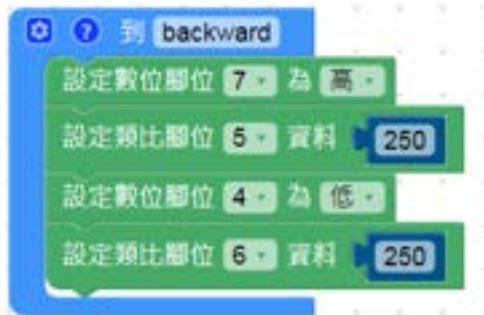 到 backward
設定數位腳位 7 為 高
設定類比腳位 5 資料 250
設定數位腳位 4 為 低
設定類比腳位 6 資料 250